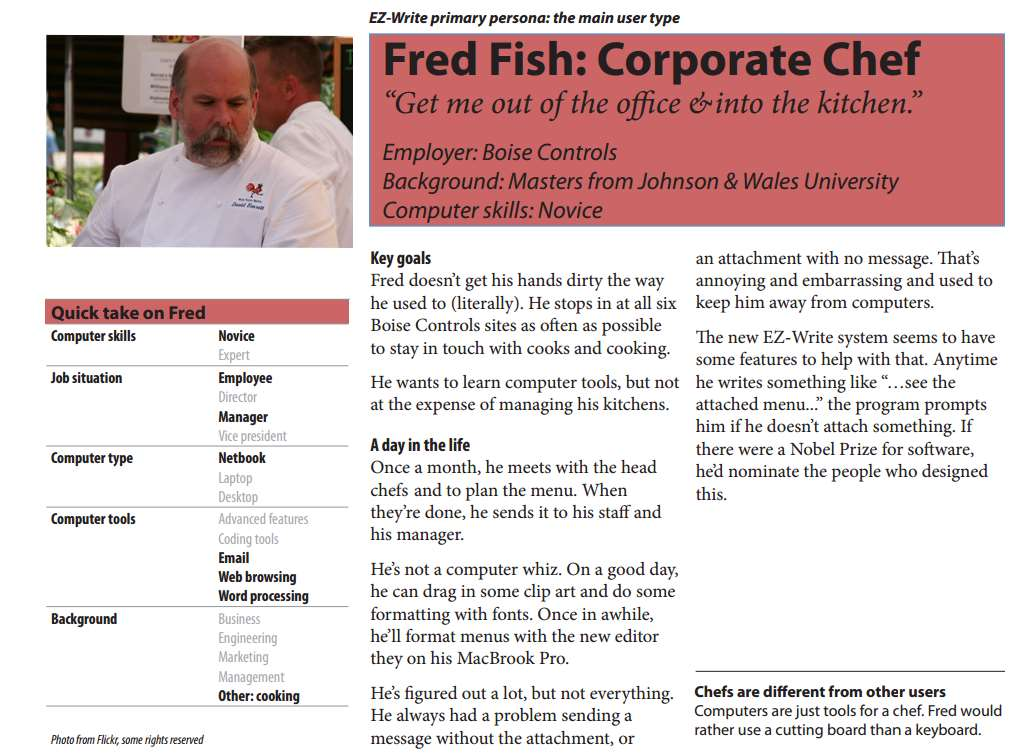 EZ-Write primary persona: the main user type
Fred Fish: Corporate Chef
“Get me out of the office & into the kitchen.”
Employer: Boise Controls
Background: Masters from Johnson & Wales University
Computer skills: Novice
Quick take on Fred
Computer skills Novice
Expert
Job situation Employee
Director
Manager
Vice president
Computer type Netbook
Laptop
Desktop
Computer tools Advanced features
Coding tools
Email
Web browsing
Word processing
Background Business
Engineering
Marketing
Management
Other: cooking
Photo from Flickr, some rights reserved
Key goals
Fred doesn’t get his hands dirty the way
he used to (literally). He stops in at all six
Boise Controls sites as often as possible
to stay in touch with cooks and cooking.
He wants to learn computer tools, but not
at the expense of managing his kitchens.
A day in the life
Once a month, he meets with the head
chefs and to plan the menu. When
they’re done, he sends it to his staff and
his manager.
He’s not a computer whiz. On a good day,
he can drag in some clip art and do some
formatting with fonts. Once in awhile,
he’ll format menus with the new editor
they on his MacBrook Pro.
He’s figured out a lot, but not everything.
He always had a problem sending a
message without the attachment, or
an attachment with no message. That’s
annoying and embarrassing and used to
keep him away from computers.
The new EZ-Write system seems to have
some features to help with that. Anytime
he writes something like “…see the
attached menu...” the program prompts
him if he doesn’t attach something. If
there were a Nobel Prize for software,
he’d nominate the people who designed
this.
Chefs are different from other users
Computers are just tools for a chef. Fred would
rather use a cutting board than a keyboard.